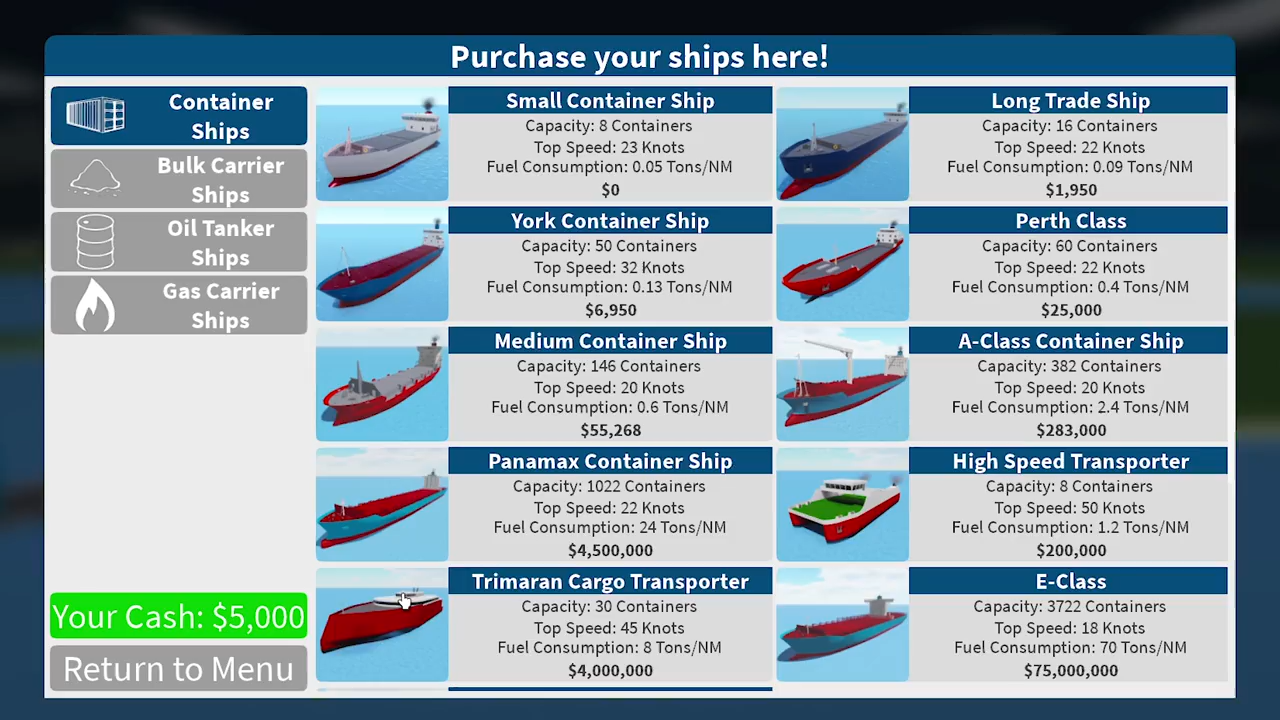 Purchase your ships here!
Container
Ships
Bulk Carrier
Ships
Oil Tanker
Ships
Gas Carrier
Ships
Your Cash: $5,000
Return to Menu
Small Container Ship
Capacity: 8 Containers
Top Speed: 23 Knots
Fuel Consumption: 0.05 Tons/NM
$0
Long Trade Ship
Capacity: 16 Containers
Top Speed: 22 Knots
Fuel Consumption: 0.09 Tons/NM
$1,950
York Container Ship
Capacity: 50 Containers
Top Speed: 32 Knots
Fuel Consumption: 0.13 Tons/NM
$6,950
Perth Class
Capacity: 60 Containers
Top Speed: 22 Knots
Fuel Consumption: 0.4 Tons/NM
$25,000
Medium Container Ship
Capacity: 146 Containers
Top Speed: 20 Knots
Fuel Consumption: 0.6 Tons/NM
$55,268
A-Class Container Ship
Capacity: 382 Containers
Top Speed: 20 Knots
Fuel Consumption: 2.4 Tons/NM
$283,000
Panamax Container Ship
Capacity: 1022 Containers
Top Speed: 22 Knots
Fuel Consumption: 24 Tons/NM
$4,500,000
High Speed Transporter
Capacity: 8 Containers
Top Speed: 50 Knots
Fuel Consumption: 1.2 Tons/NM
$200,000
Trimaran Cargo Transporter
Capacity: 30 Containers
Top Speed: 45 Knots
Fuel Consumption: 8 Tons/NM
$4,000,000
E-Class
Capacity: 3722 Containers
Top Speed: 18 Knots
Fuel Consumption: 70 Tons/NM
$75,000,000